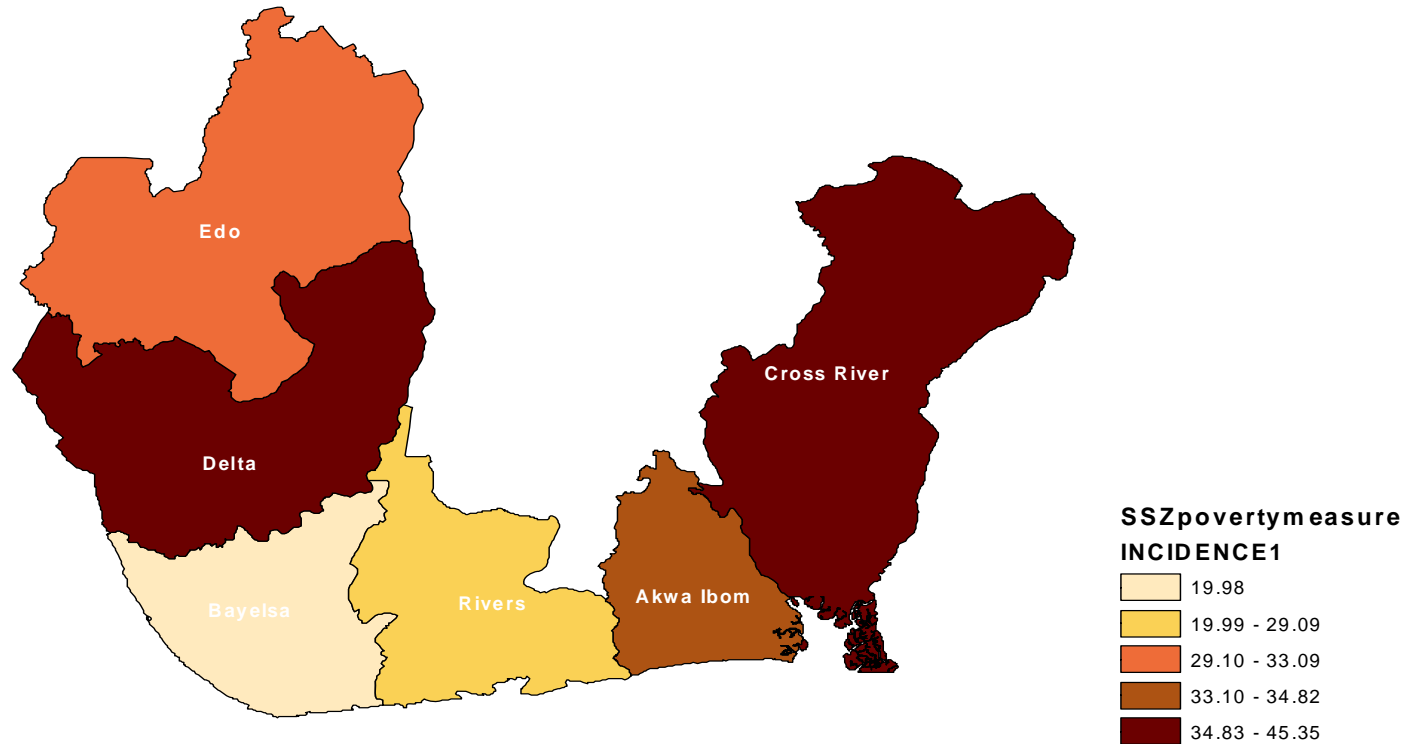 Edo
Cross River
Delta
Akwa Ibom
Bayelsa
Rivers
SSZpovertymeasure
INCIDENCE1
19.98
19.99 - 29.09
29.10 - 33.09
33.10 - 34.82
34.83 - 45.35